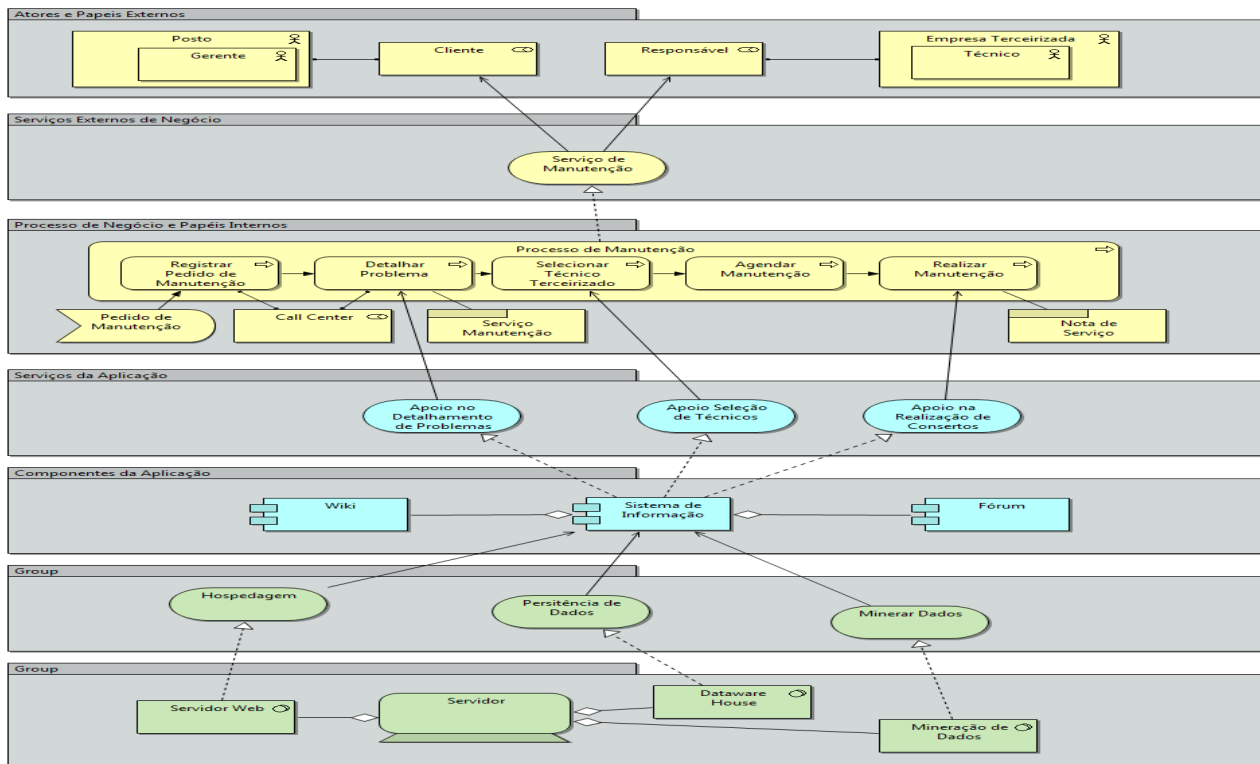 Atores e Papeis Externos
Posto
Gerente
Cliente
Responsável
Empresa Terceirizada
Técnico
Serviços Externos de Negócio
Serviço de
Manutenção
Processo de Negócio e Papéis Internos
Processo de Manutenção
Registrar
Pedido de
Manutenção
Detalhar
Problema
Selecionar
Técnico
Terceirizado
Agendar
Manutenção
Realizar
Manutenção
Pedido de
Manutenção
Call Center
Serviço
Manutenção
Nota de
Serviço
Serviços da Aplicação
Apoio no
Detalhamento
de Problemas
Apoio Seleção
de Técnicos
Apoio na
Realização de
Consertos
Componentes da Aplicação
Wiki
Sistema de
Informação
Fórum
Group
Hospedagem
Persitência de
Dados
Minerar Dados
Group
Servidor Web
Servidor
Dataware
House
Mineração de
Dados